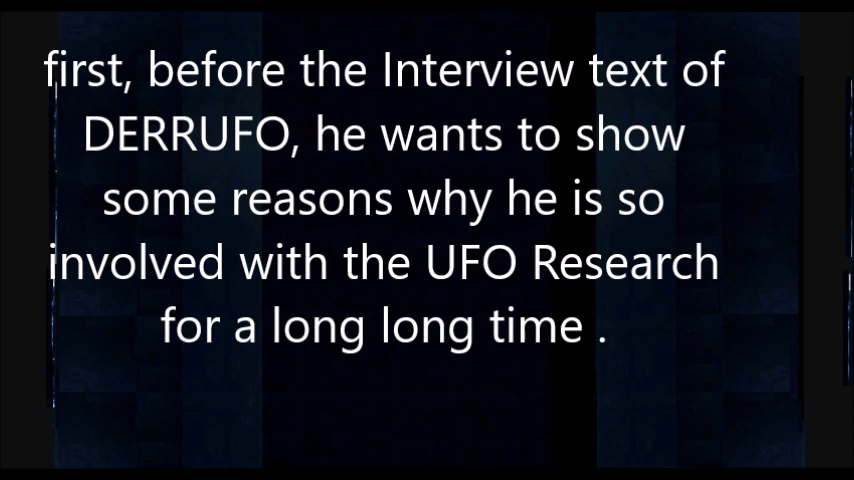 first, before the Interview text of
DERRUFO, he wants to show
some reasons why he is so
involved with the UFO Research
for a long long time .